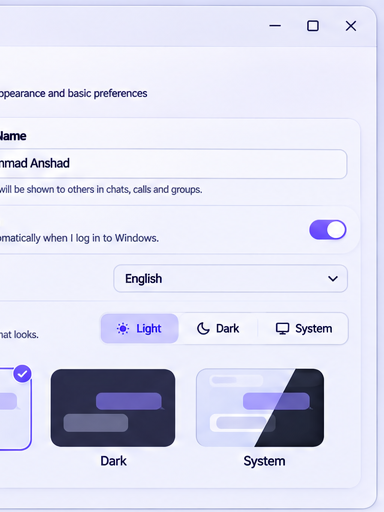 ppearance and basic preferences
Name
mmad Anshad
will be shown to others in chats, calls and groups.
omatically when I log in to Windows.
English
Light Dark System
hat looks.
Dark System